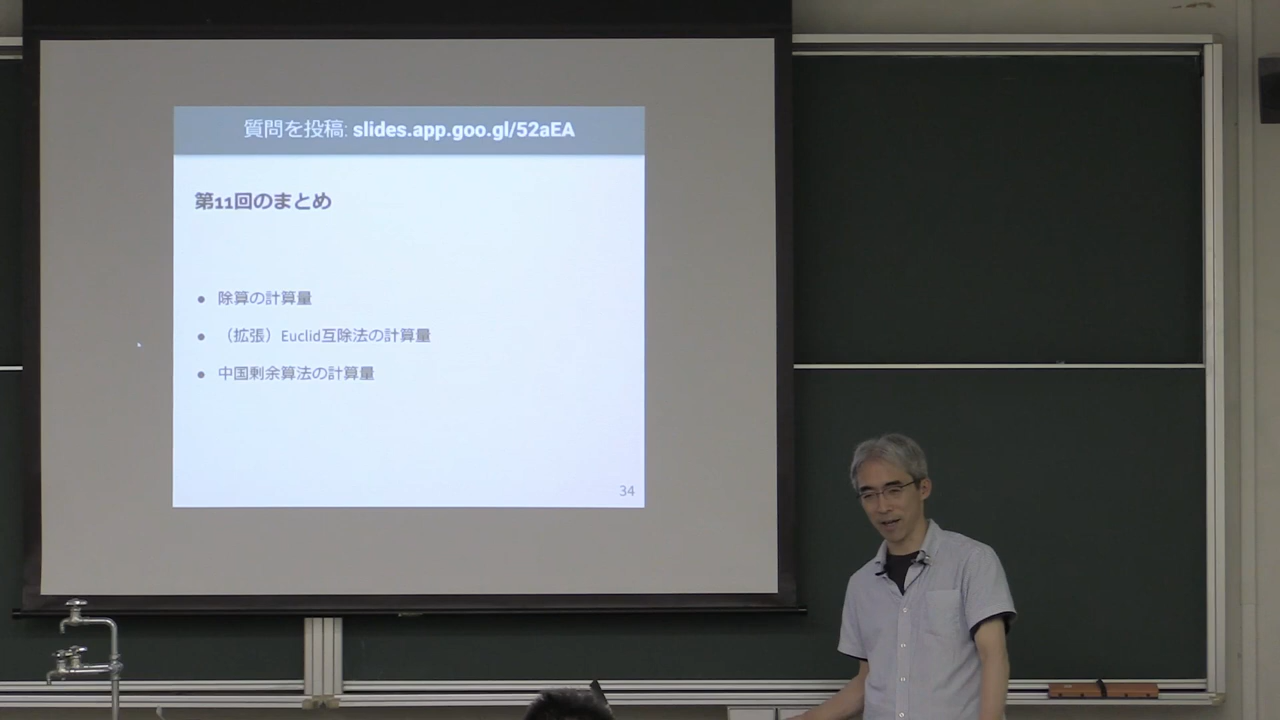 質問を投稿: slides.app.goo.gl/52aEA
第11回のまとめ
● 除算の計算量
● （拡張）Euclid互除法の計算量
● 中国剰余算法の計算量
34